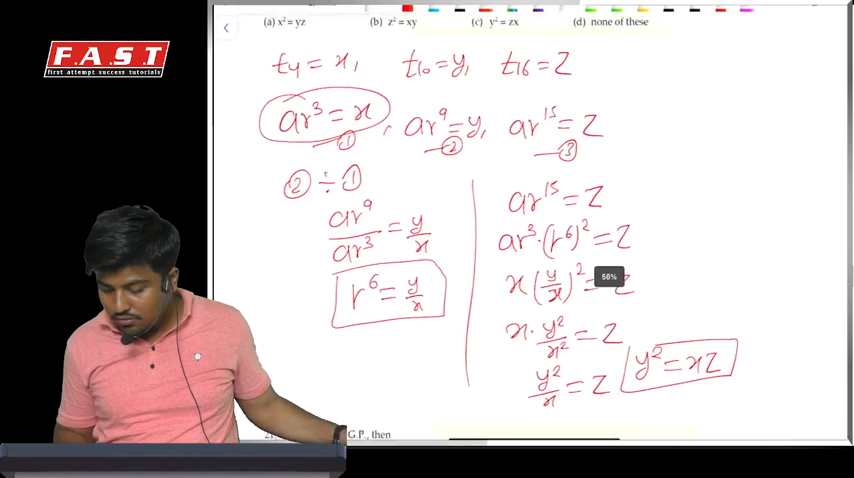 (a) x² = yz (b) z² = xy (c) y² = zx (d) none of these
F.A.S.T
first attempt success tutorials
t₄ = x, t₁₀ = y, t₁₆ = z
ar³ = x, ar⁹ = y, ar¹⁵ = z
① ② ③
② ÷ ①
ar⁹/ar³ = y/x
r⁶ = y/x
ar¹⁵ = z
ar³·(r⁶)² = z
x(y/x)² = z
56%
x·y²/x² = z
y²/x = z
y² = xz
21. G.P., then